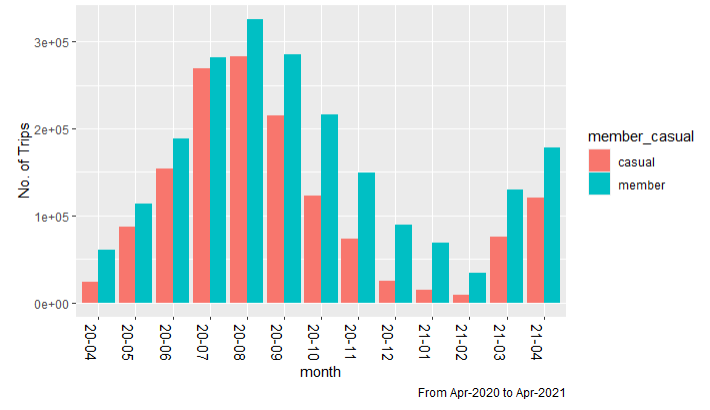 No. of Trips
3e+05
2e+05
1e+05
0e+00
20-04
20-05
20-06
20-07
20-08
20-09
20-10
20-11
20-12
21-01
21-02
21-03
21-04
month
From Apr-2020 to Apr-2021
member_casual
casual
member